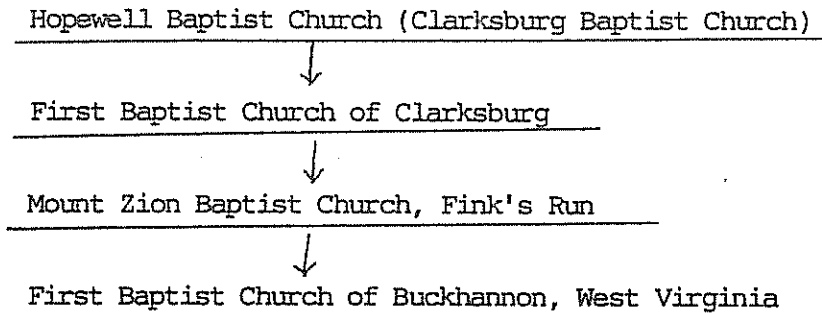 Hopewell Baptist Church (Clarksburg Baptist Church)
First Baptist Church of Clarksburg
Mount Zion Baptist Church, Fink's Run
First Baptist Church of Buckhannon, West Virginia